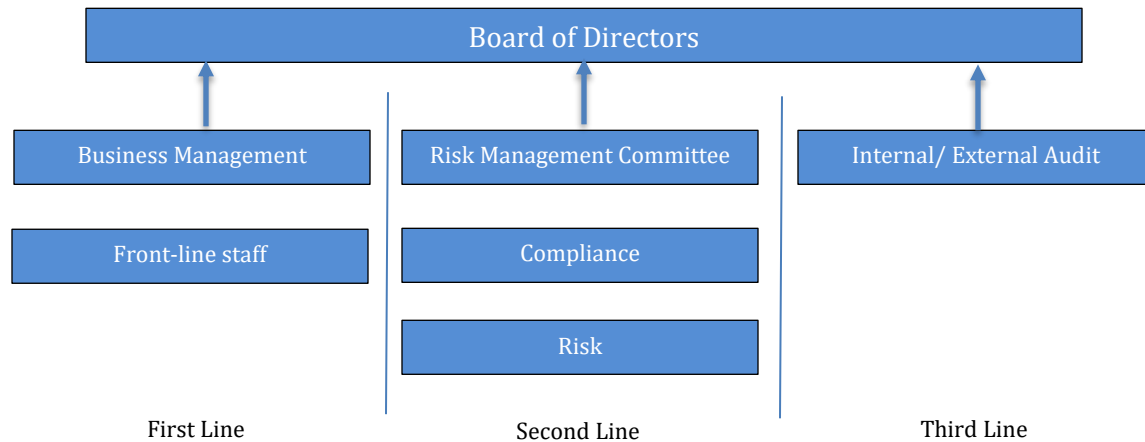 Board of Directors
Business Management
Risk Management Committee
Internal/ External Audit
Front-line staff
Compliance
Risk
First Line
Second Line
Third Line